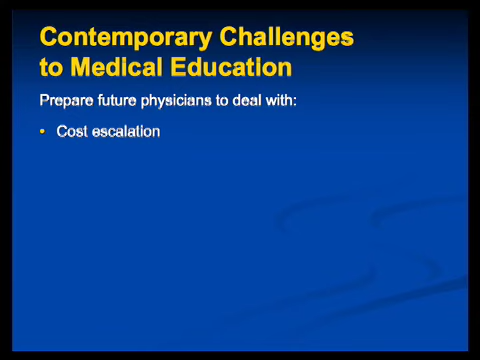 Contemporary Challenges
to Medical Education
Prepare future physicians to deal with:
• Cost escalation